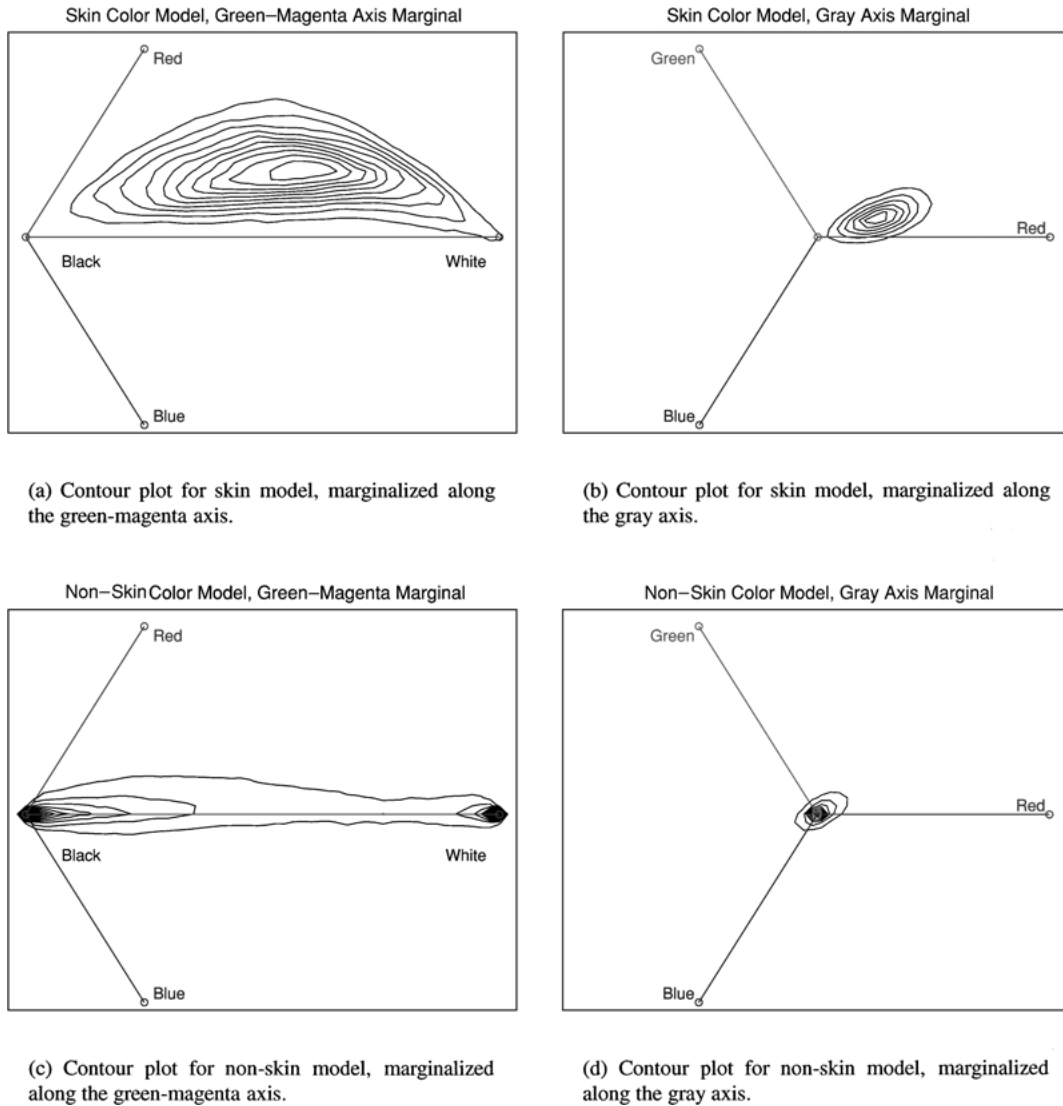 Skin Color Model, Green−Magenta Axis Marginal
Red
Black
White
Blue
(a) Contour plot for skin model, marginalized along
the green-magenta axis.
Skin Color Model, Gray Axis Marginal
Green
Red
Blue
(b) Contour plot for skin model, marginalized along
the gray axis.
Non−Skin Color Model, Green−Magenta Marginal
Red
Black
White
Blue
(c) Contour plot for non-skin model, marginalized
along the green-magenta axis.
Non−Skin Color Model, Gray Axis Marginal
Green
Red
Blue
(d) Contour plot for non-skin model, marginalized
along the gray axis.